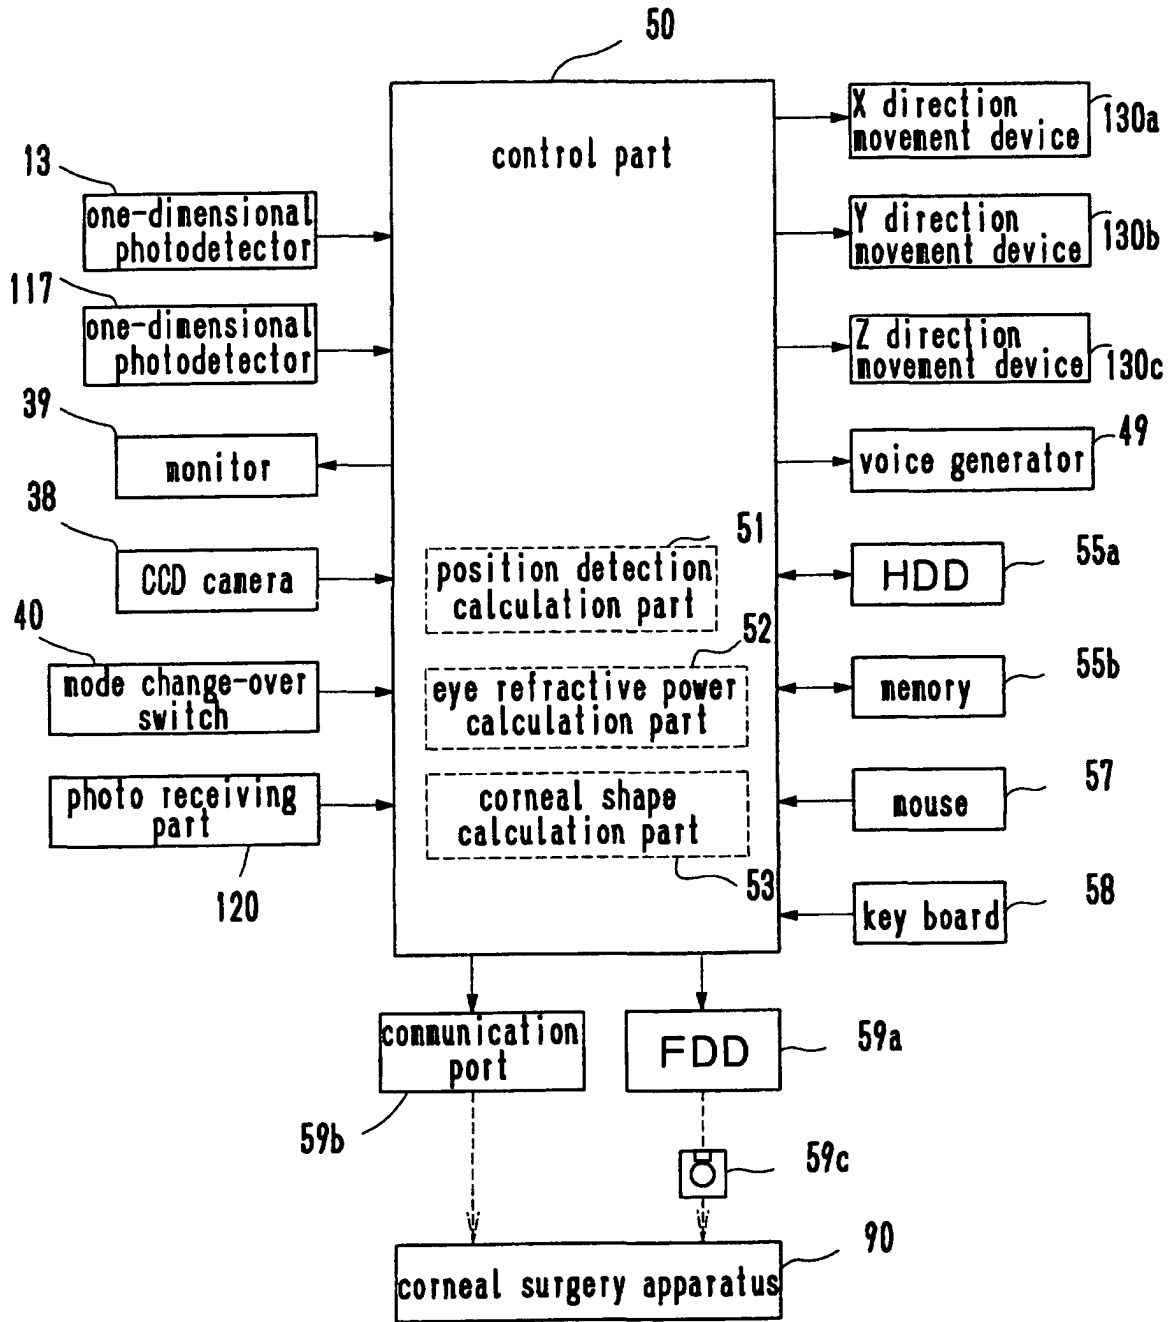 50
control part
13
one-dimensional
photodetector
117
one-dimensional
photodetector
39
monitor
38
CCD camera
40
mode change-over
switch
photo receiving
part
120
51
position detection
calculation part
52
eye refractive power
calculation part
corneal shape
calculation part
53
X direction
movement device
130a
Y direction
movement device
130b
Z direction
movement device
130c
49
voice generator
HDD
55a
memory
55b
mouse
57
key board
58
communication
port
59b
FDD
59a
59c
90
corneal surgery apparatus